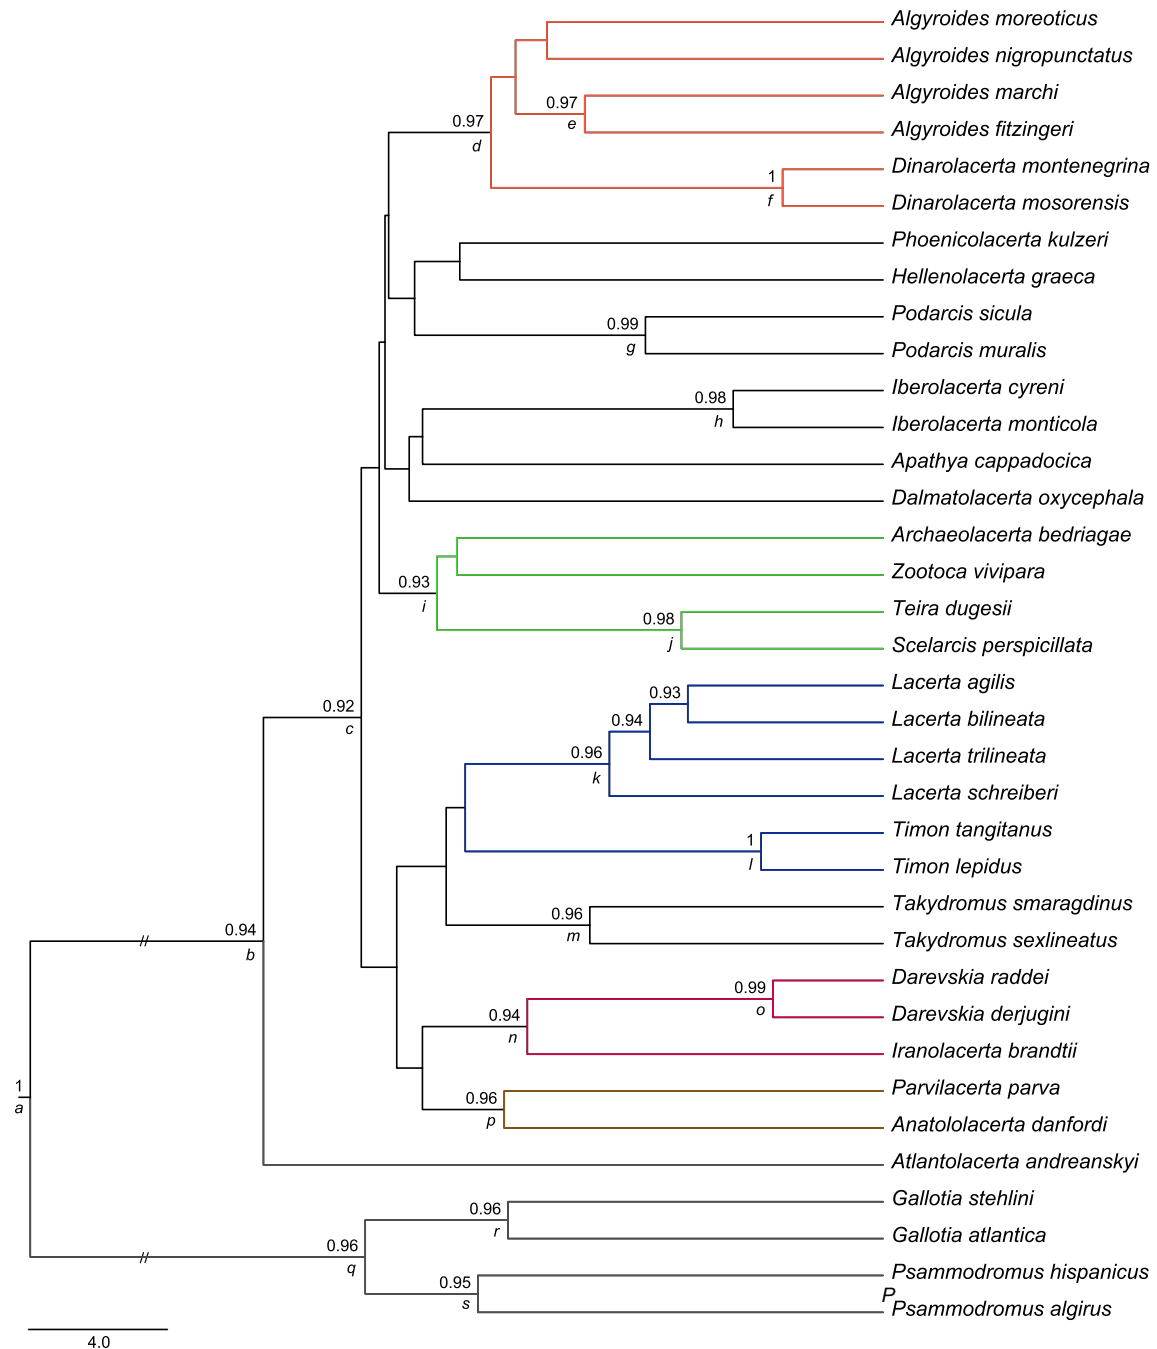 Algyroides moreoticus
Algyroides nigropunctatus
0.97
Algyroides marchi
e
0.97
d
Algyroides fitzingeri
1
Dinarolacerta montenegrina
f
Dinarolacerta mosorensis
Phoenicolacerta kulzeri
Hellenolacerta graeca
0.99
Podarcis sicula
g
Podarcis muralis
0.98
Iberolacerta cyreni
h
Iberolacerta monticola
Apathya cappadocica
Dalmatolacerta oxycephala
Archaeolacerta bedriagae
0.93
i
Zootoca vivipara
0.98
Teira dugesii
j
Scelarcis perspicillata
0.92
c
0.93
Lacerta agilis
0.94
Lacerta bilineata
0.96
k
Lacerta trilineata
Lacerta schreiberi
1
Timon tangitanus
l
Timon lepidus
0.96
Takydromus smaragdinus
m
Takydromus sexlineatus
0.94
b
0.99
Darevskia raddei
o
Darevskia derjugini
0.94
n
Iranolacerta brandtii
1
a
0.96
Parvilacerta parva
p
Anatololacerta danfordi
Atlantolacerta andreanskyi
0.96
Gallotia stehlini
r
Gallotia atlantica
0.96
q
0.95
Psammodromus hispanicus
s
P
Psammodromus algirus
4.0